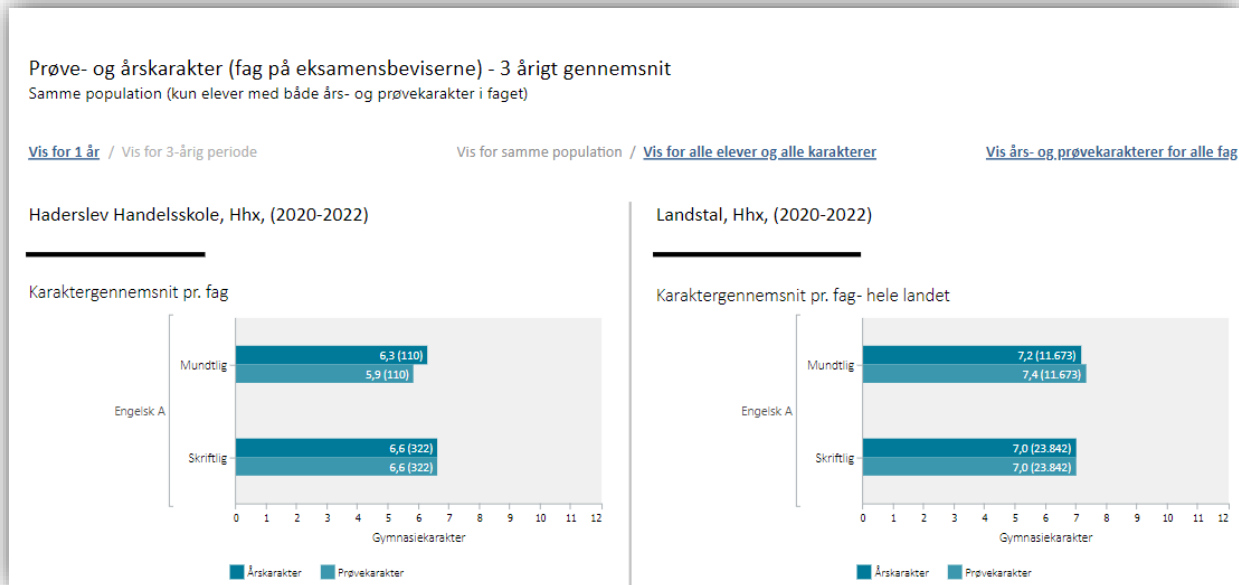 Prøve- og årskarakter (fag på eksamensbeviserne) - 3 årigt gennemsnit
Samme population (kun elever med både års- og prøvekarakter i faget)
Vis for 1 år / Vis for 3-årig periode
Vis for samme population / Vis for alle elever og alle karakterer
Vis års- og prøvekarakterer for alle fag
Haderslev Handelsskole, Hhx, (2020-2022)
Karaktergennemsnit pr. fag
Engelsk A
Mundtlig
6,3 (110)
5,9 (110)
Skriftlig
6,6 (322)
6,6 (322)
0 1 2 3 4 5 6 7 8 9 10 11 12
Gymnasiekarakter
Årskarakter Prøvekarakter
Landstal, Hhx, (2020-2022)
Karaktergennemsnit pr. fag- hele landet
Engelsk A
Mundtlig
7,2 (11.673)
7,4 (11.673)
Skriftlig
7,0 (23.842)
7,0 (23.842)
0 1 2 3 4 5 6 7 8 9 10 11 12
Gymnasiekarakter
Årskarakter Prøvekarakter